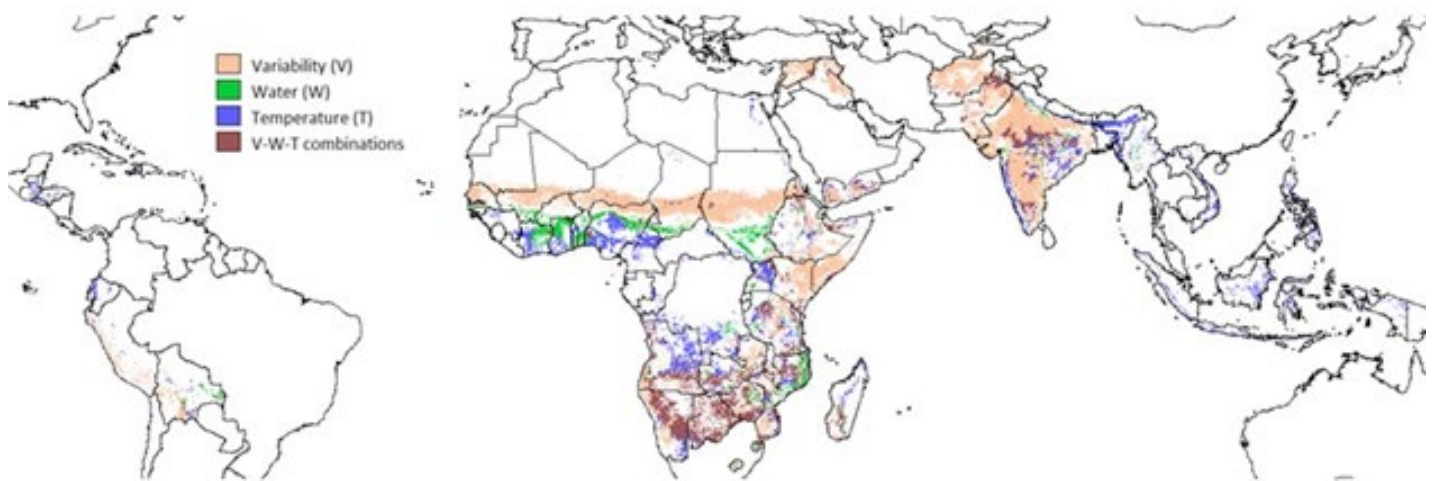 Variability (V)
Water (W)
Temperature (T)
V-W-T combinations